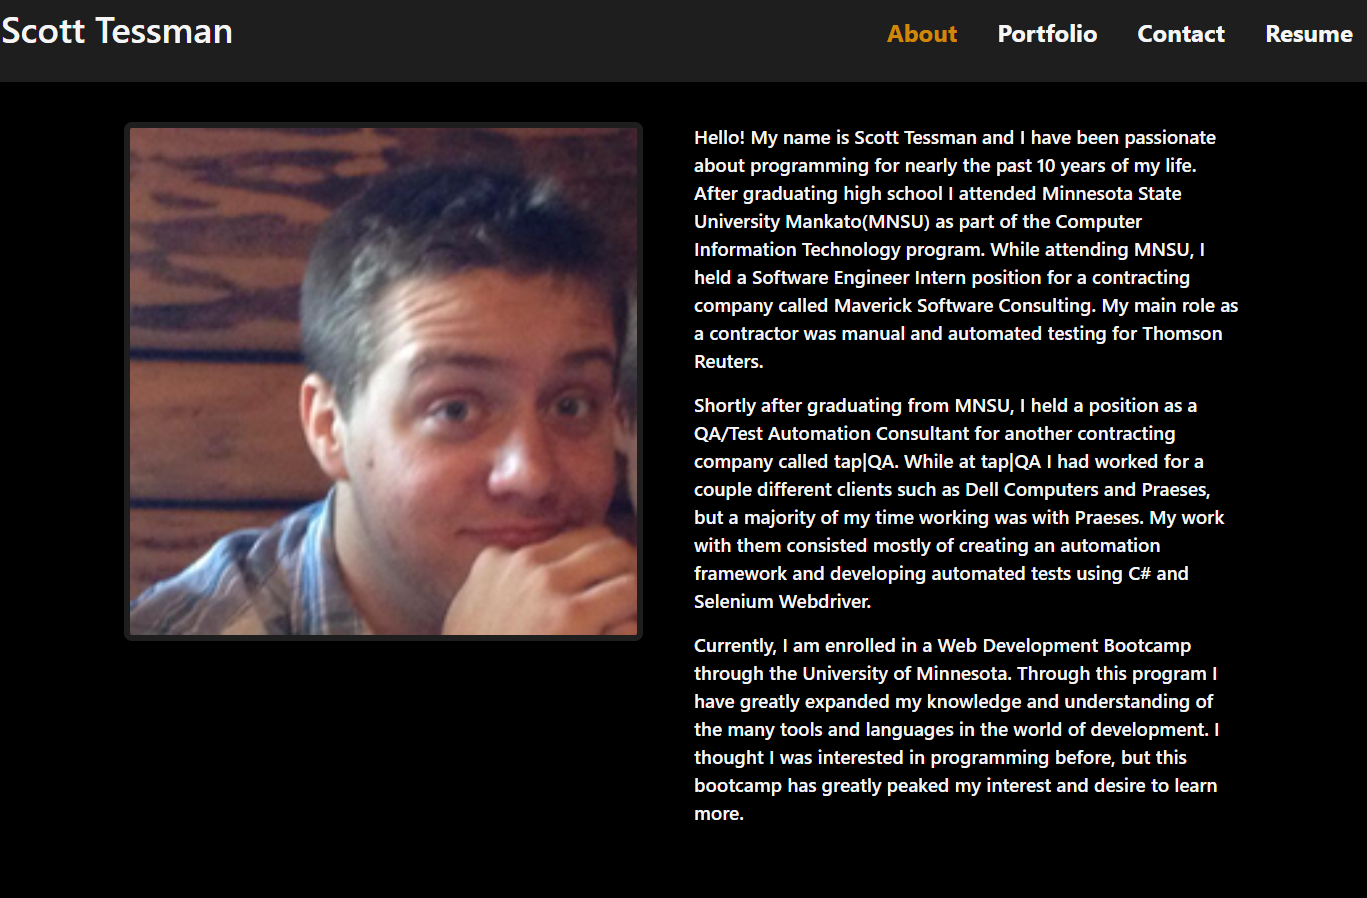 Scott Tessman
About Portfolio Contact Resume
Hello! My name is Scott Tessman and I have been passionate
about programming for nearly the past 10 years of my life.
After graduating high school I attended Minnesota State
University Mankato(MNSU) as part of the Computer
Information Technology program. While attending MNSU, I
held a Software Engineer Intern position for a contracting
company called Maverick Software Consulting. My main role as
a contractor was manual and automated testing for Thomson
Reuters.
Shortly after graduating from MNSU, I held a position as a
QA/Test Automation Consultant for another contracting
company called tap|QA. While at tap|QA I had worked for a
couple different clients such as Dell Computers and Praeses,
but a majority of my time working was with Praeses. My work
with them consisted mostly of creating an automation
framework and developing automated tests using C# and
Selenium Webdriver.
Currently, I am enrolled in a Web Development Bootcamp
through the University of Minnesota. Through this program I
have greatly expanded my knowledge and understanding of
the many tools and languages in the world of development. I
thought I was interested in programming before, but this
bootcamp has greatly peaked my interest and desire to learn
more.